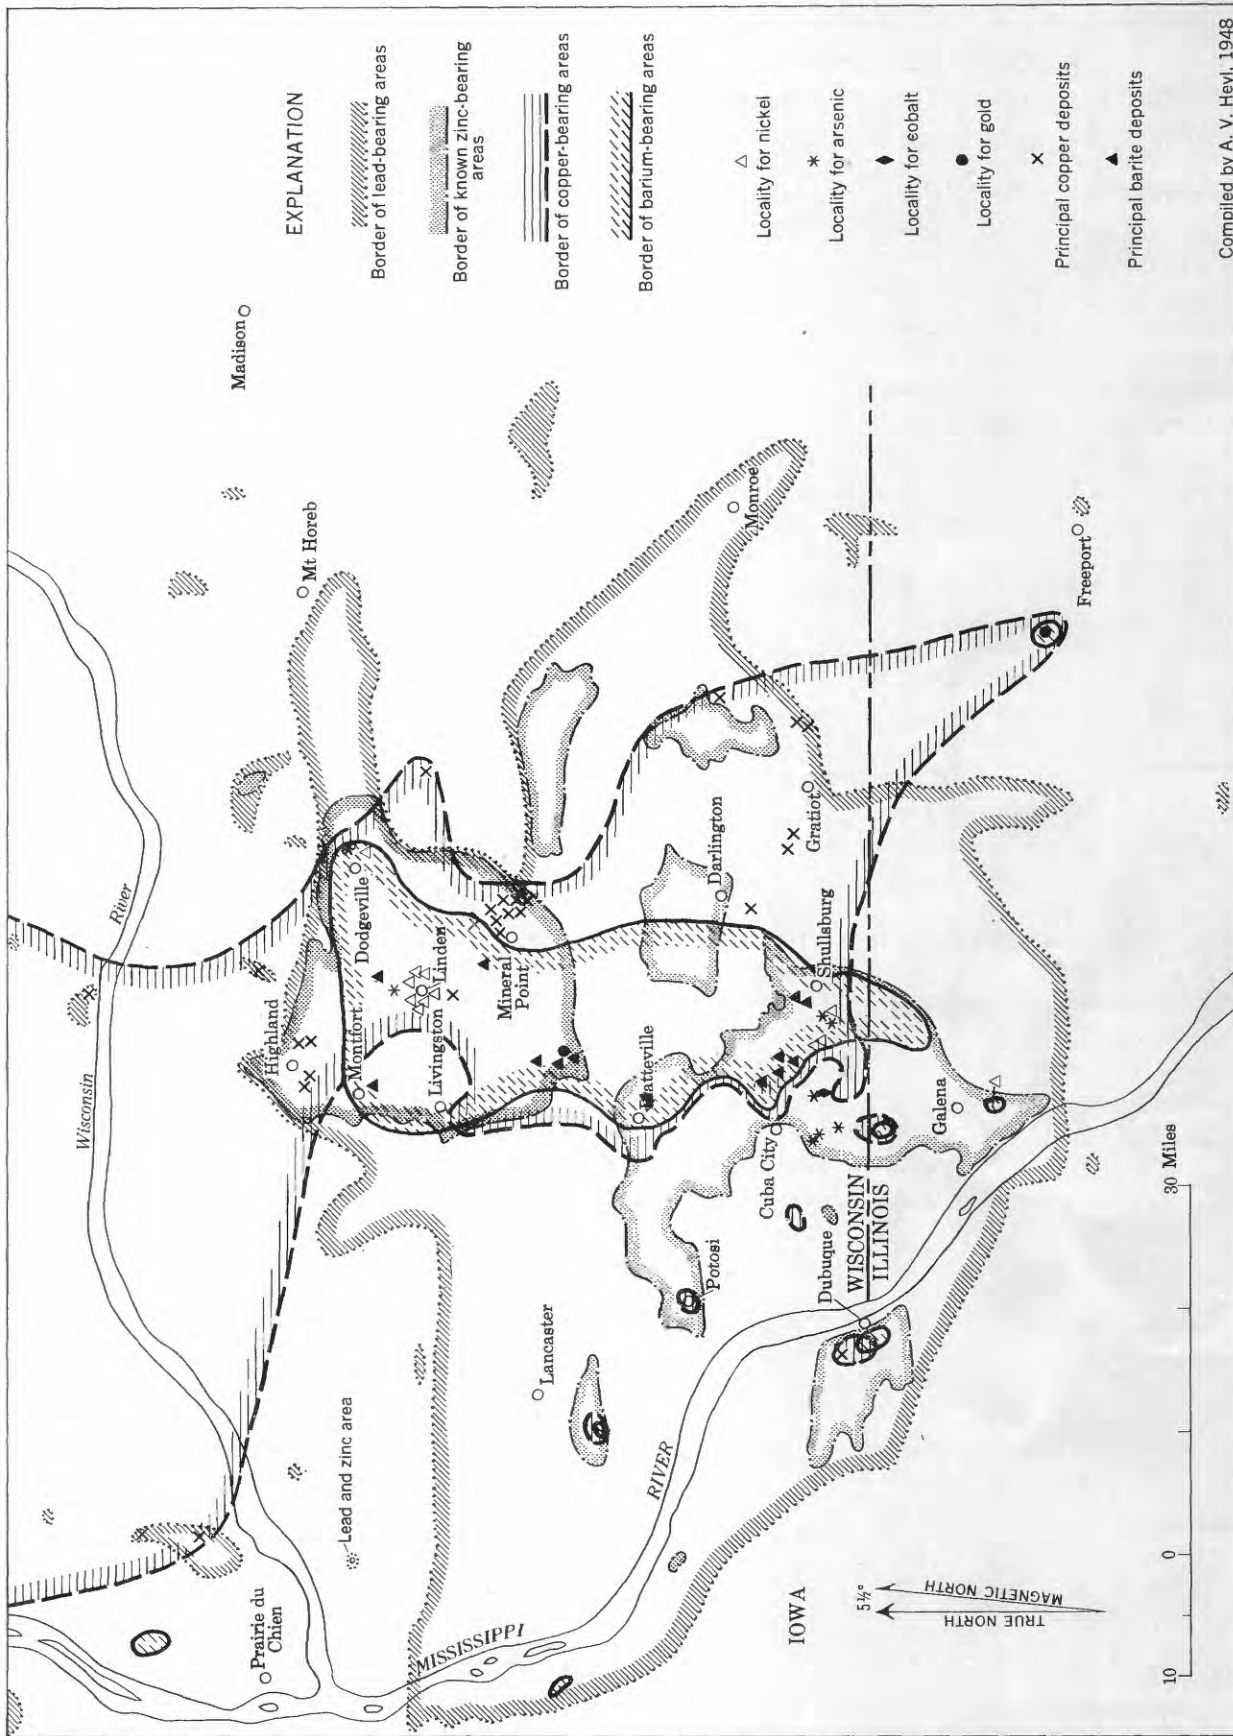 EXPLANATION
Border of lead-bearing areas
Border of known zinc-bearing
areas
Border of copper-bearing areas
Border of barium-bearing areas
Locality for nickel
Locality for arsenic
Locality for cobalt
Locality for gold
Principal copper deposits
Principal barite deposits
Compiled by A. V. Heyl, 1948
Madison
Mt Horeb
Wisconsin
River
Monroe
Freeport
Dodgeville
Highland
Montfort
Linden
Livingston
Mineral
Point
Darlington
Gratiot
Shullsburg
Platteville
Cuba City
Galena
WISCONSIN
ILLINOIS
Dubuque
Potosi
Lancaster
Lead and zinc area
Prairie du
Chien
MISSISSIPPI
RIVER
IOWA
5½°
TRUE NORTH
MAGNETIC NORTH
10
0
30 Miles